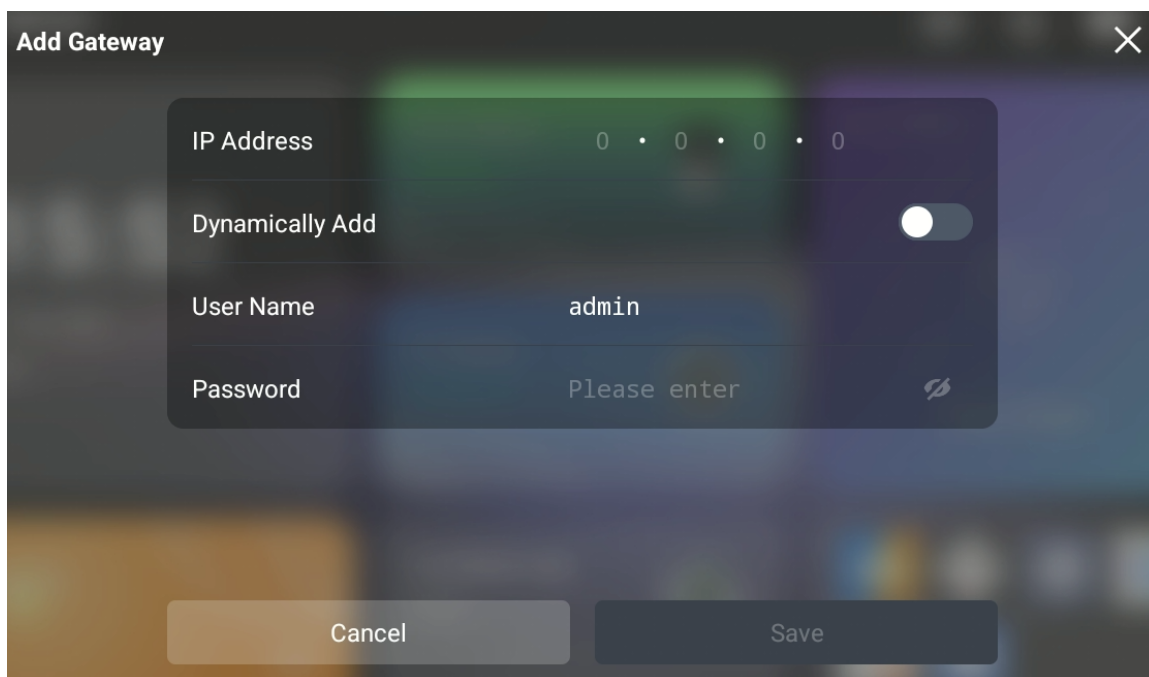 Add Gateway
IP Address 0 • 0 • 0 • 0
Dynamically Add
User Name admin
Password Please enter
Cancel Save